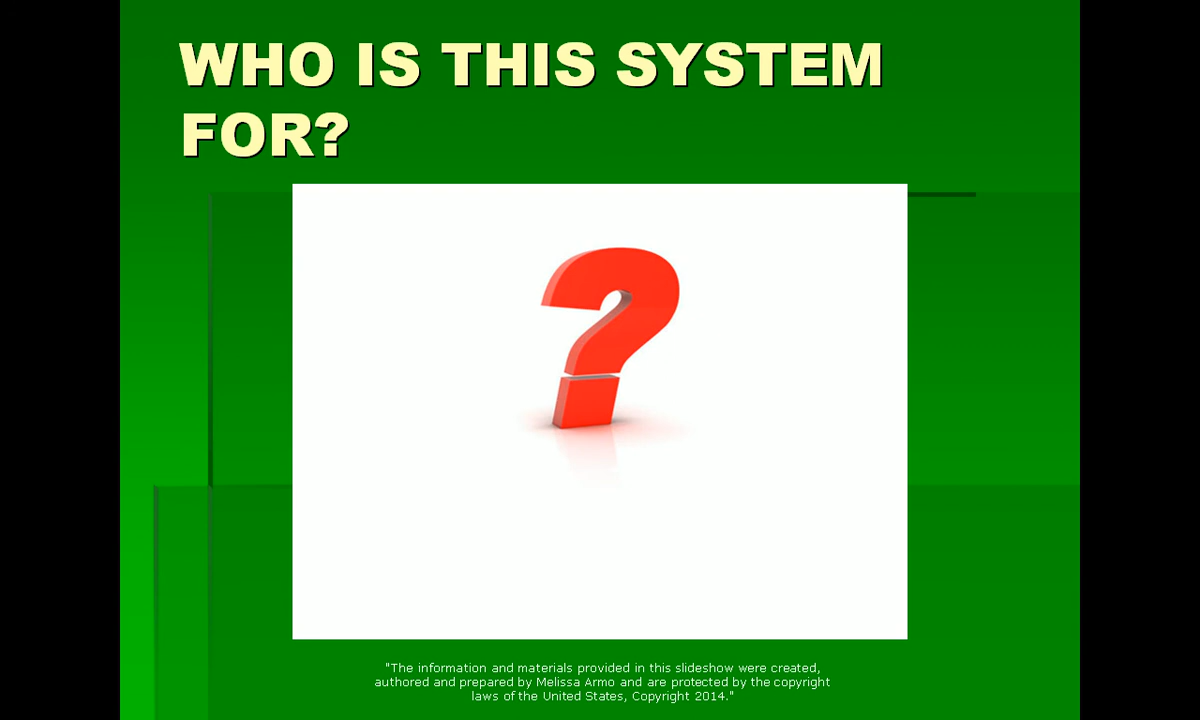 WHO IS THIS SYSTEM
FOR?
?
"The information and materials provided in this slideshow were created,
authored and prepared by Melissa Armo and are protected by the copyright
laws of the United States, Copyright 2014."